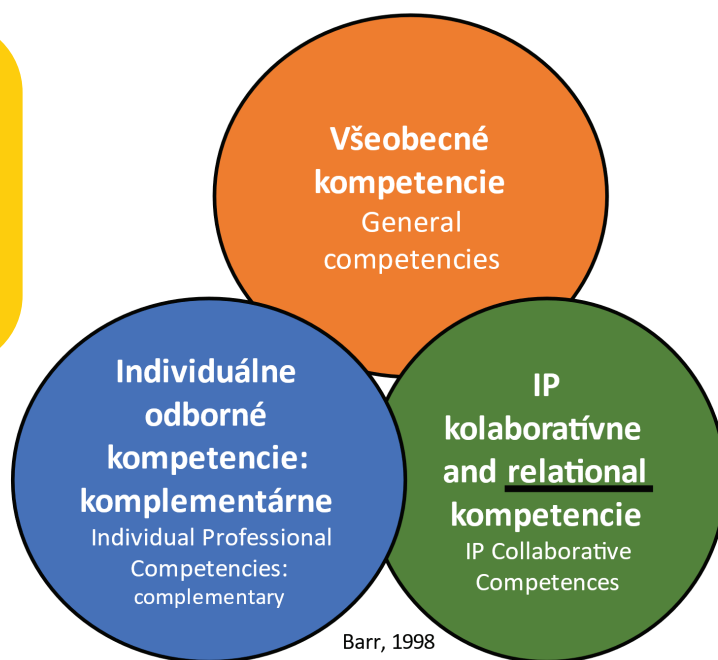 Všeobecné
kompetencie
General
competencies
Individuálne
odborné
kompetencie:
komplementárne
Individual Professional
Competencies:
complementary
IP
kolaboratívne
and relational
kompetencie
IP Collaborative
Competences
Barr, 1998